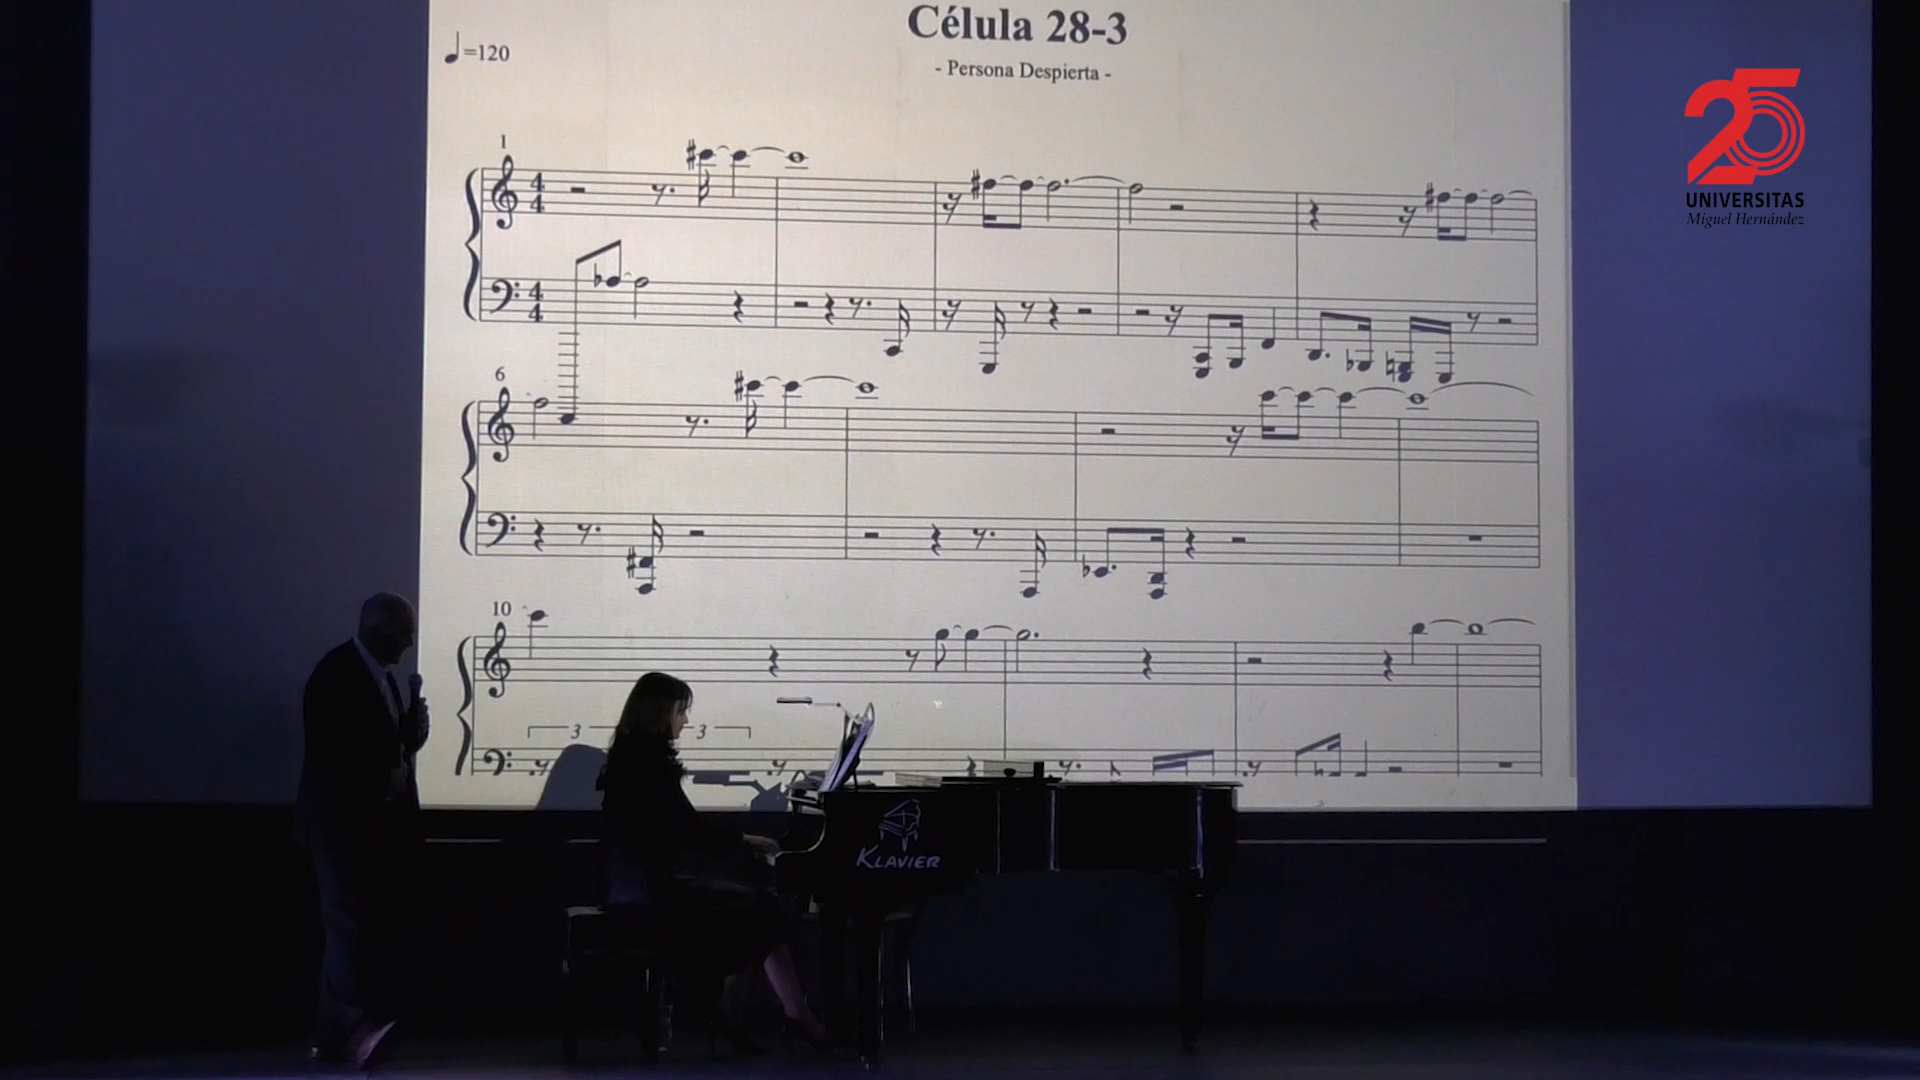 Célula 28-3
=120
- Persona Despierta -
25
UNIVERSITAS
Miguel Hernández
1
4
4
4
4
6
10
3
3
KLAVIER